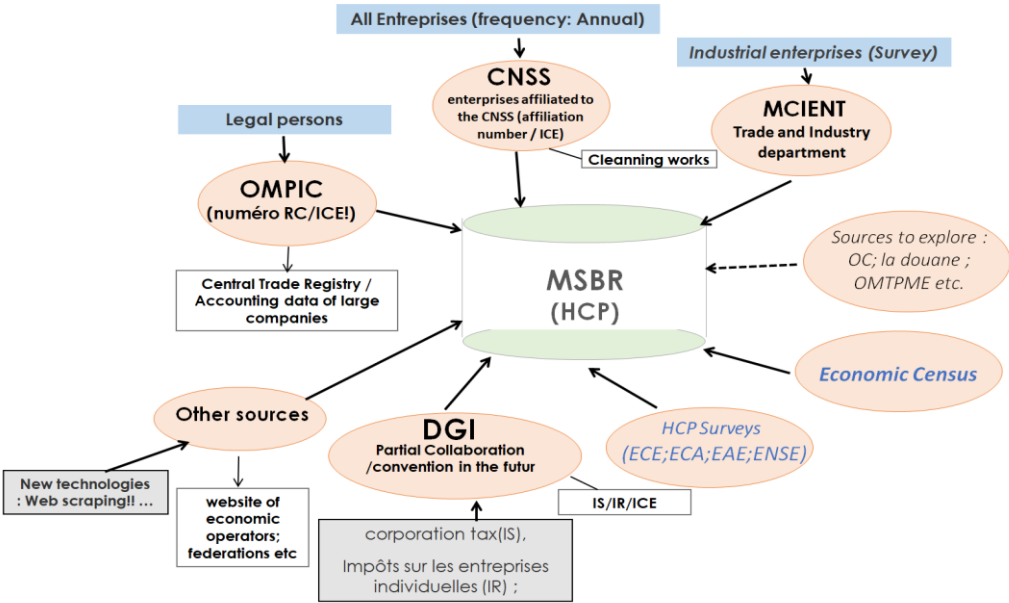 All Entreprises (frequency: Annual)
Industrial enterprises (Survey)
CNSS
enterprises affiliated to
the CNSS (affiliation
number / ICE)
MCIENT
Trade and Industry
department
Legal persons
Cleanning works
OMPIC
(numéro RC/ICE!)
Sources to explore :
OC; la douane ;
OMTPME etc.
Central Trade Registry /
Accounting data of large
companies
MSBR
(HCP)
Economic Census
Other sources
DGI
Partial Collaboration
/convention in the futur
HCP Surveys
(ECE;ECA;EAE;ENSE)
New technologies
: Web scraping!! ...
website of
economic
operators;
federations etc
IS/IR/ICE
corporation tax(IS),
Impôts sur les entreprises
individuelles (IR) ;